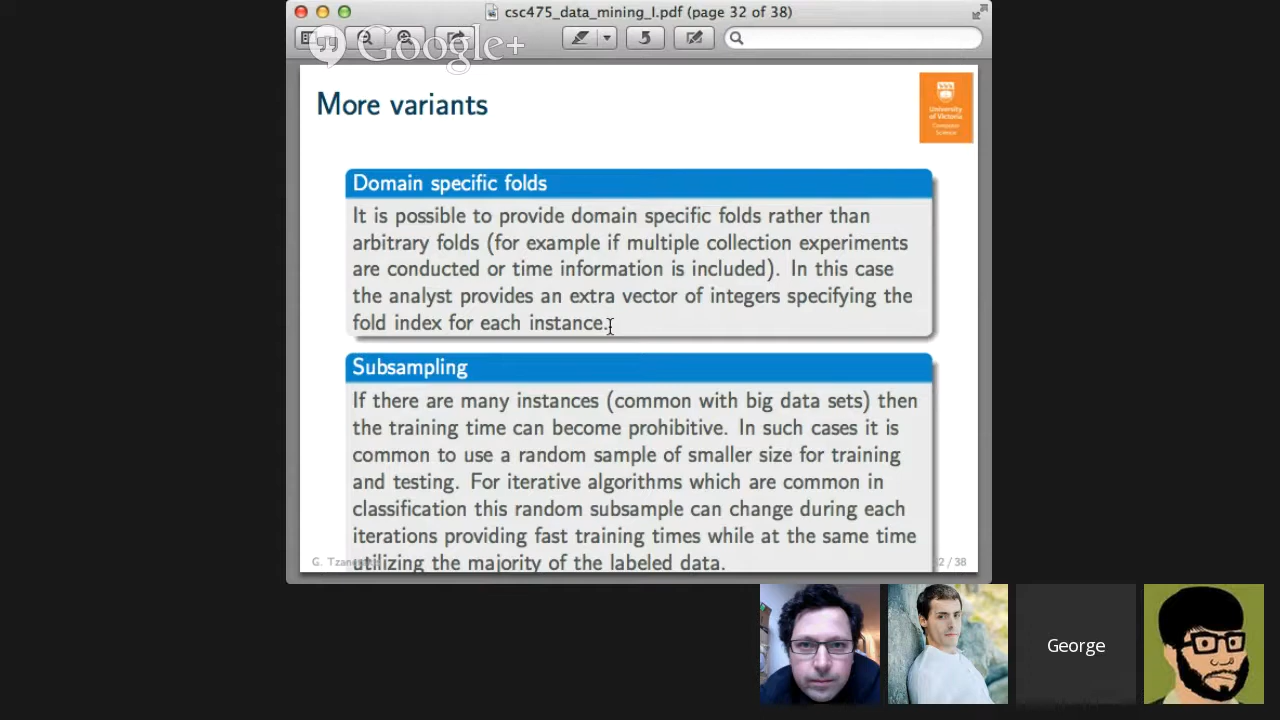 csc475_data_mining_I.pdf (page 32 of 38)
Google+
More variants
University
of Victoria
Computer
Science
Domain specific folds
It is possible to provide domain specific folds rather than
arbitrary folds (for example if multiple collection experiments
are conducted or time information is included). In this case
the analyst provides an extra vector of integers specifying the
fold index for each instance.
Subsampling
If there are many instances (common with big data sets) then
the training time can become prohibitive. In such cases it is
common to use a random sample of smaller size for training
and testing. For iterative algorithms which are common in
classification this random subsample can change during each
iterations providing fast training times while at the same time
utilizing the majority of the labeled data.
G.
/ 38
George